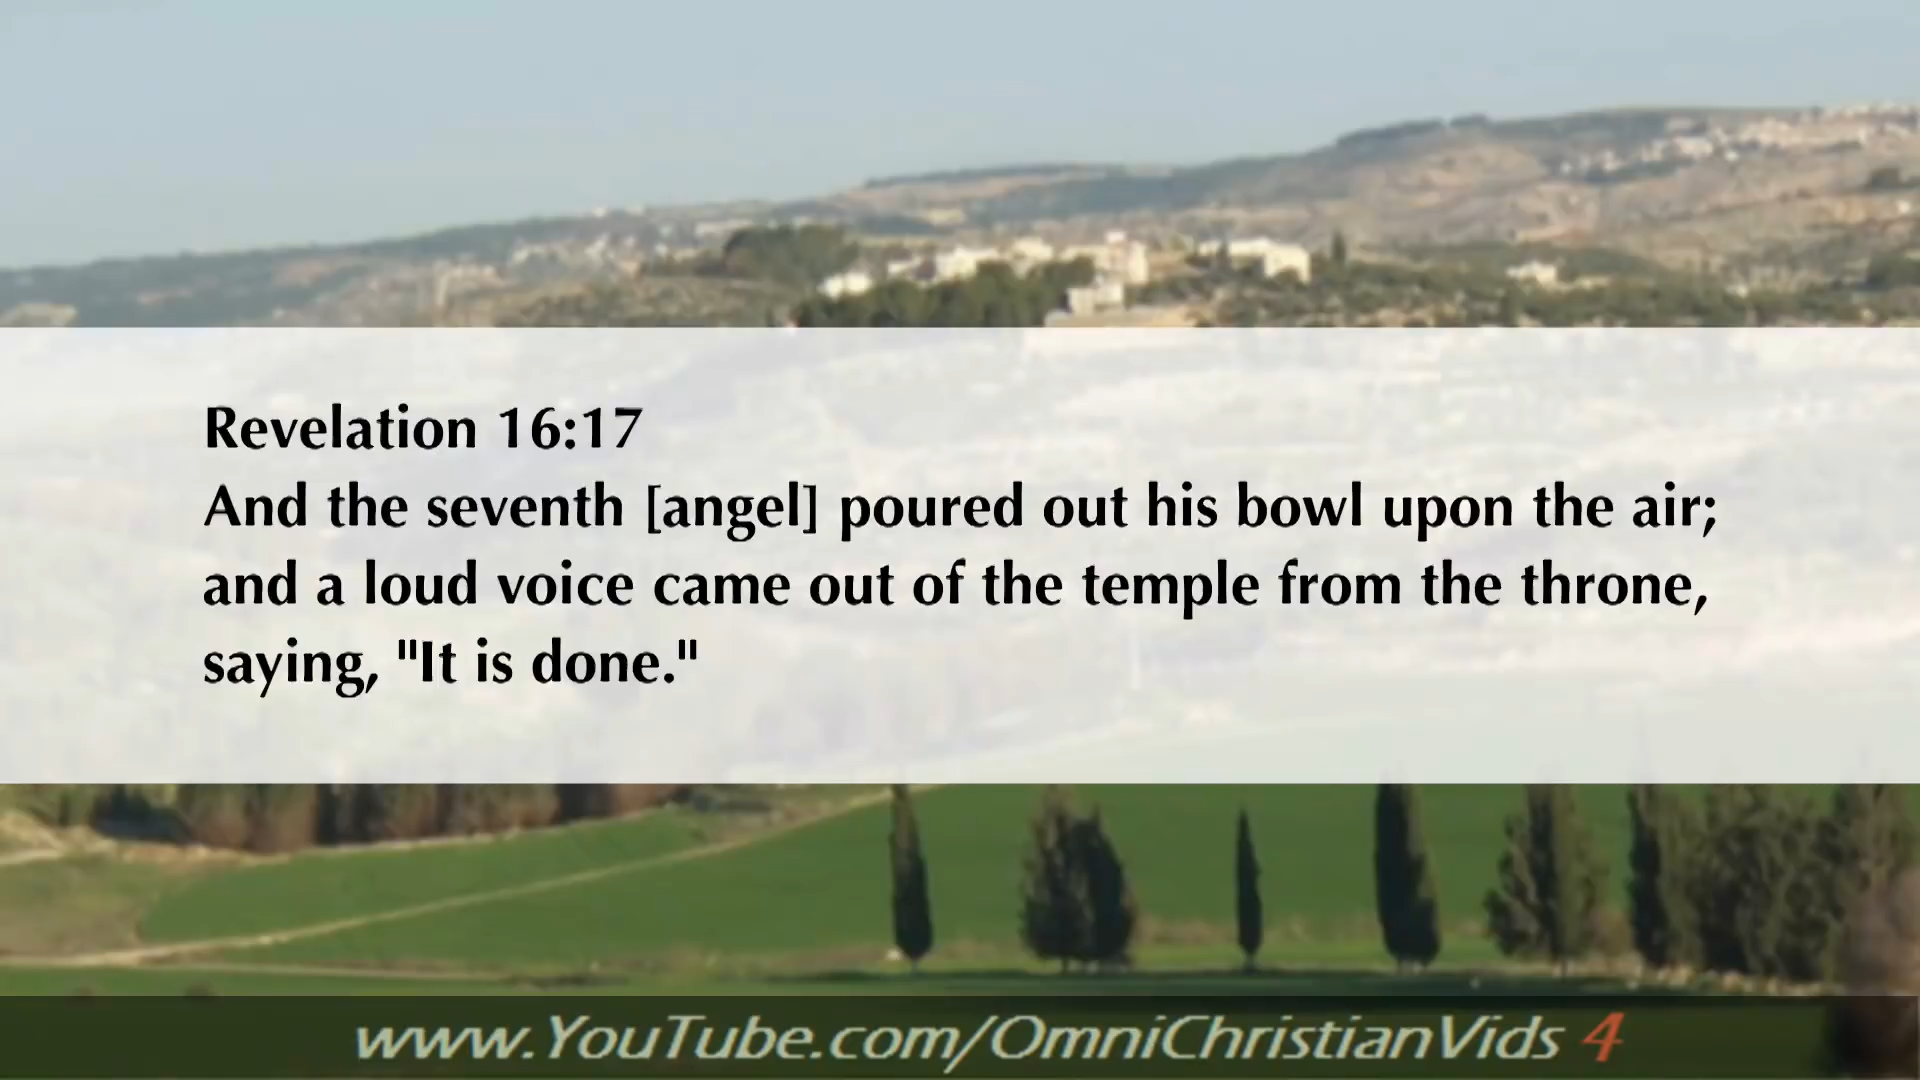 Revelation 16:17
And the seventh [angel] poured out his bowl upon the air;
and a loud voice came out of the temple from the throne,
saying, "It is done."
www.YouTube.com/OmniChristianVids 4